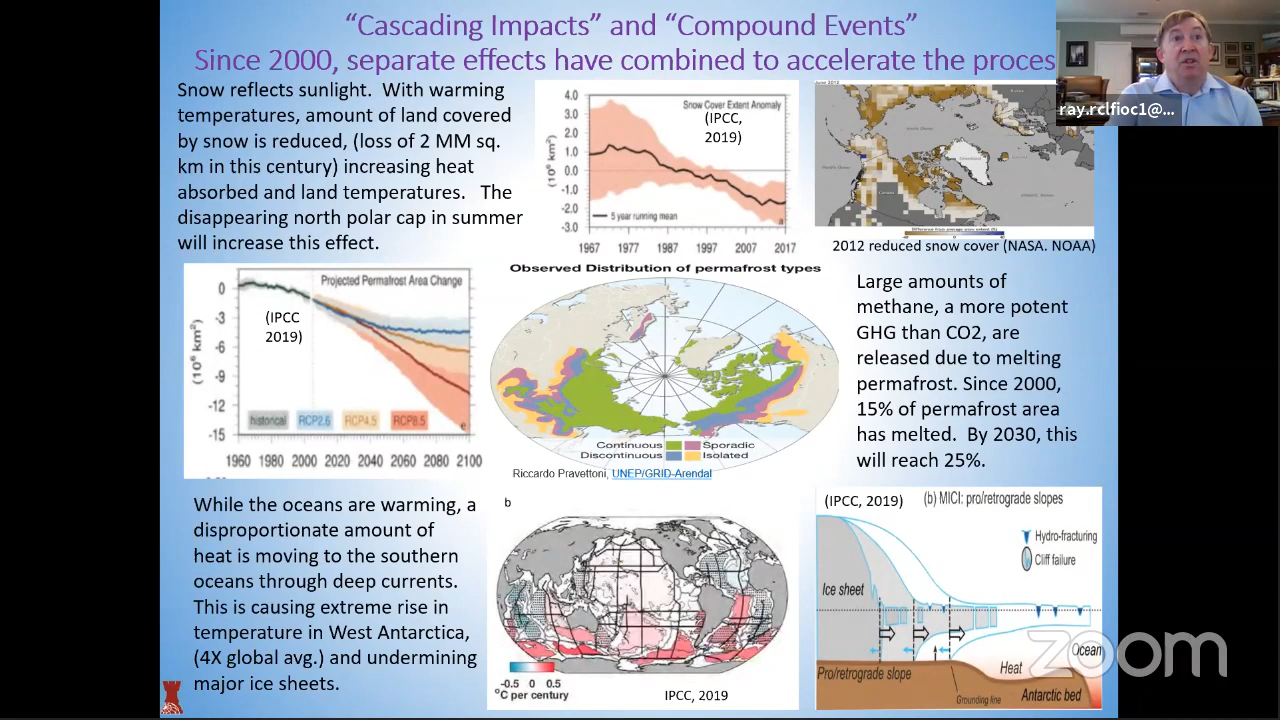 “Cascading Impacts” and “Compound Events”
Since 2000, separate effects have combined to accelerate the proces
ray.rclfioc1@...
Snow reflects sunlight. With warming
temperatures, amount of land covered
by snow is reduced, (loss of 2 MM sq.
km in this century) increasing heat
absorbed and land temperatures. The
disappearing north polar cap in summer
will increase this effect.
Snow Cover Extent Anomaly
(IPCC,
2019)
4.0
3.0
2.0
1.0
0.0
-1.0
-2.0
-3.0
(10⁶ km²)
5 year running mean
1967 1977 1987 1997 2007 2017
June 2012
2012 reduced snow cover (NASA. NOAA)
Projected Permafrost Area Change
(IPCC
2019)
0
-3
-6
-9
-12
-15
(10⁶ km²)
historical RCP2.6 RCP4.5 RCP8.5
1960 1980 2000 2020 2040 2060 2080 2100
Observed Distribution of permafrost types
Continuous Sporadic
Discontinuous Isolated
Riccardo Pravettoni, UNEP/GRID-Arendal
Large amounts of
methane, a more potent
GHG than CO2, are
released due to melting
permafrost. Since 2000,
15% of permafrost area
has melted. By 2030, this
will reach 25%.
While the oceans are warming, a
disproportionate amount of
heat is moving to the southern
oceans through deep currents.
This is causing extreme rise in
temperature in West Antarctica,
(4X global avg.) and undermining
major ice sheets.
b
-0.5 0 0.5
°C per century
IPCC, 2019
(IPCC, 2019)
(b) MICI: pro/retrograde slopes
Hydro-fracturing
Cliff failure
Ice sheet
Ocean
Heat
Pro/retrograde slope
Grounding line
Antarctic bed
zoom